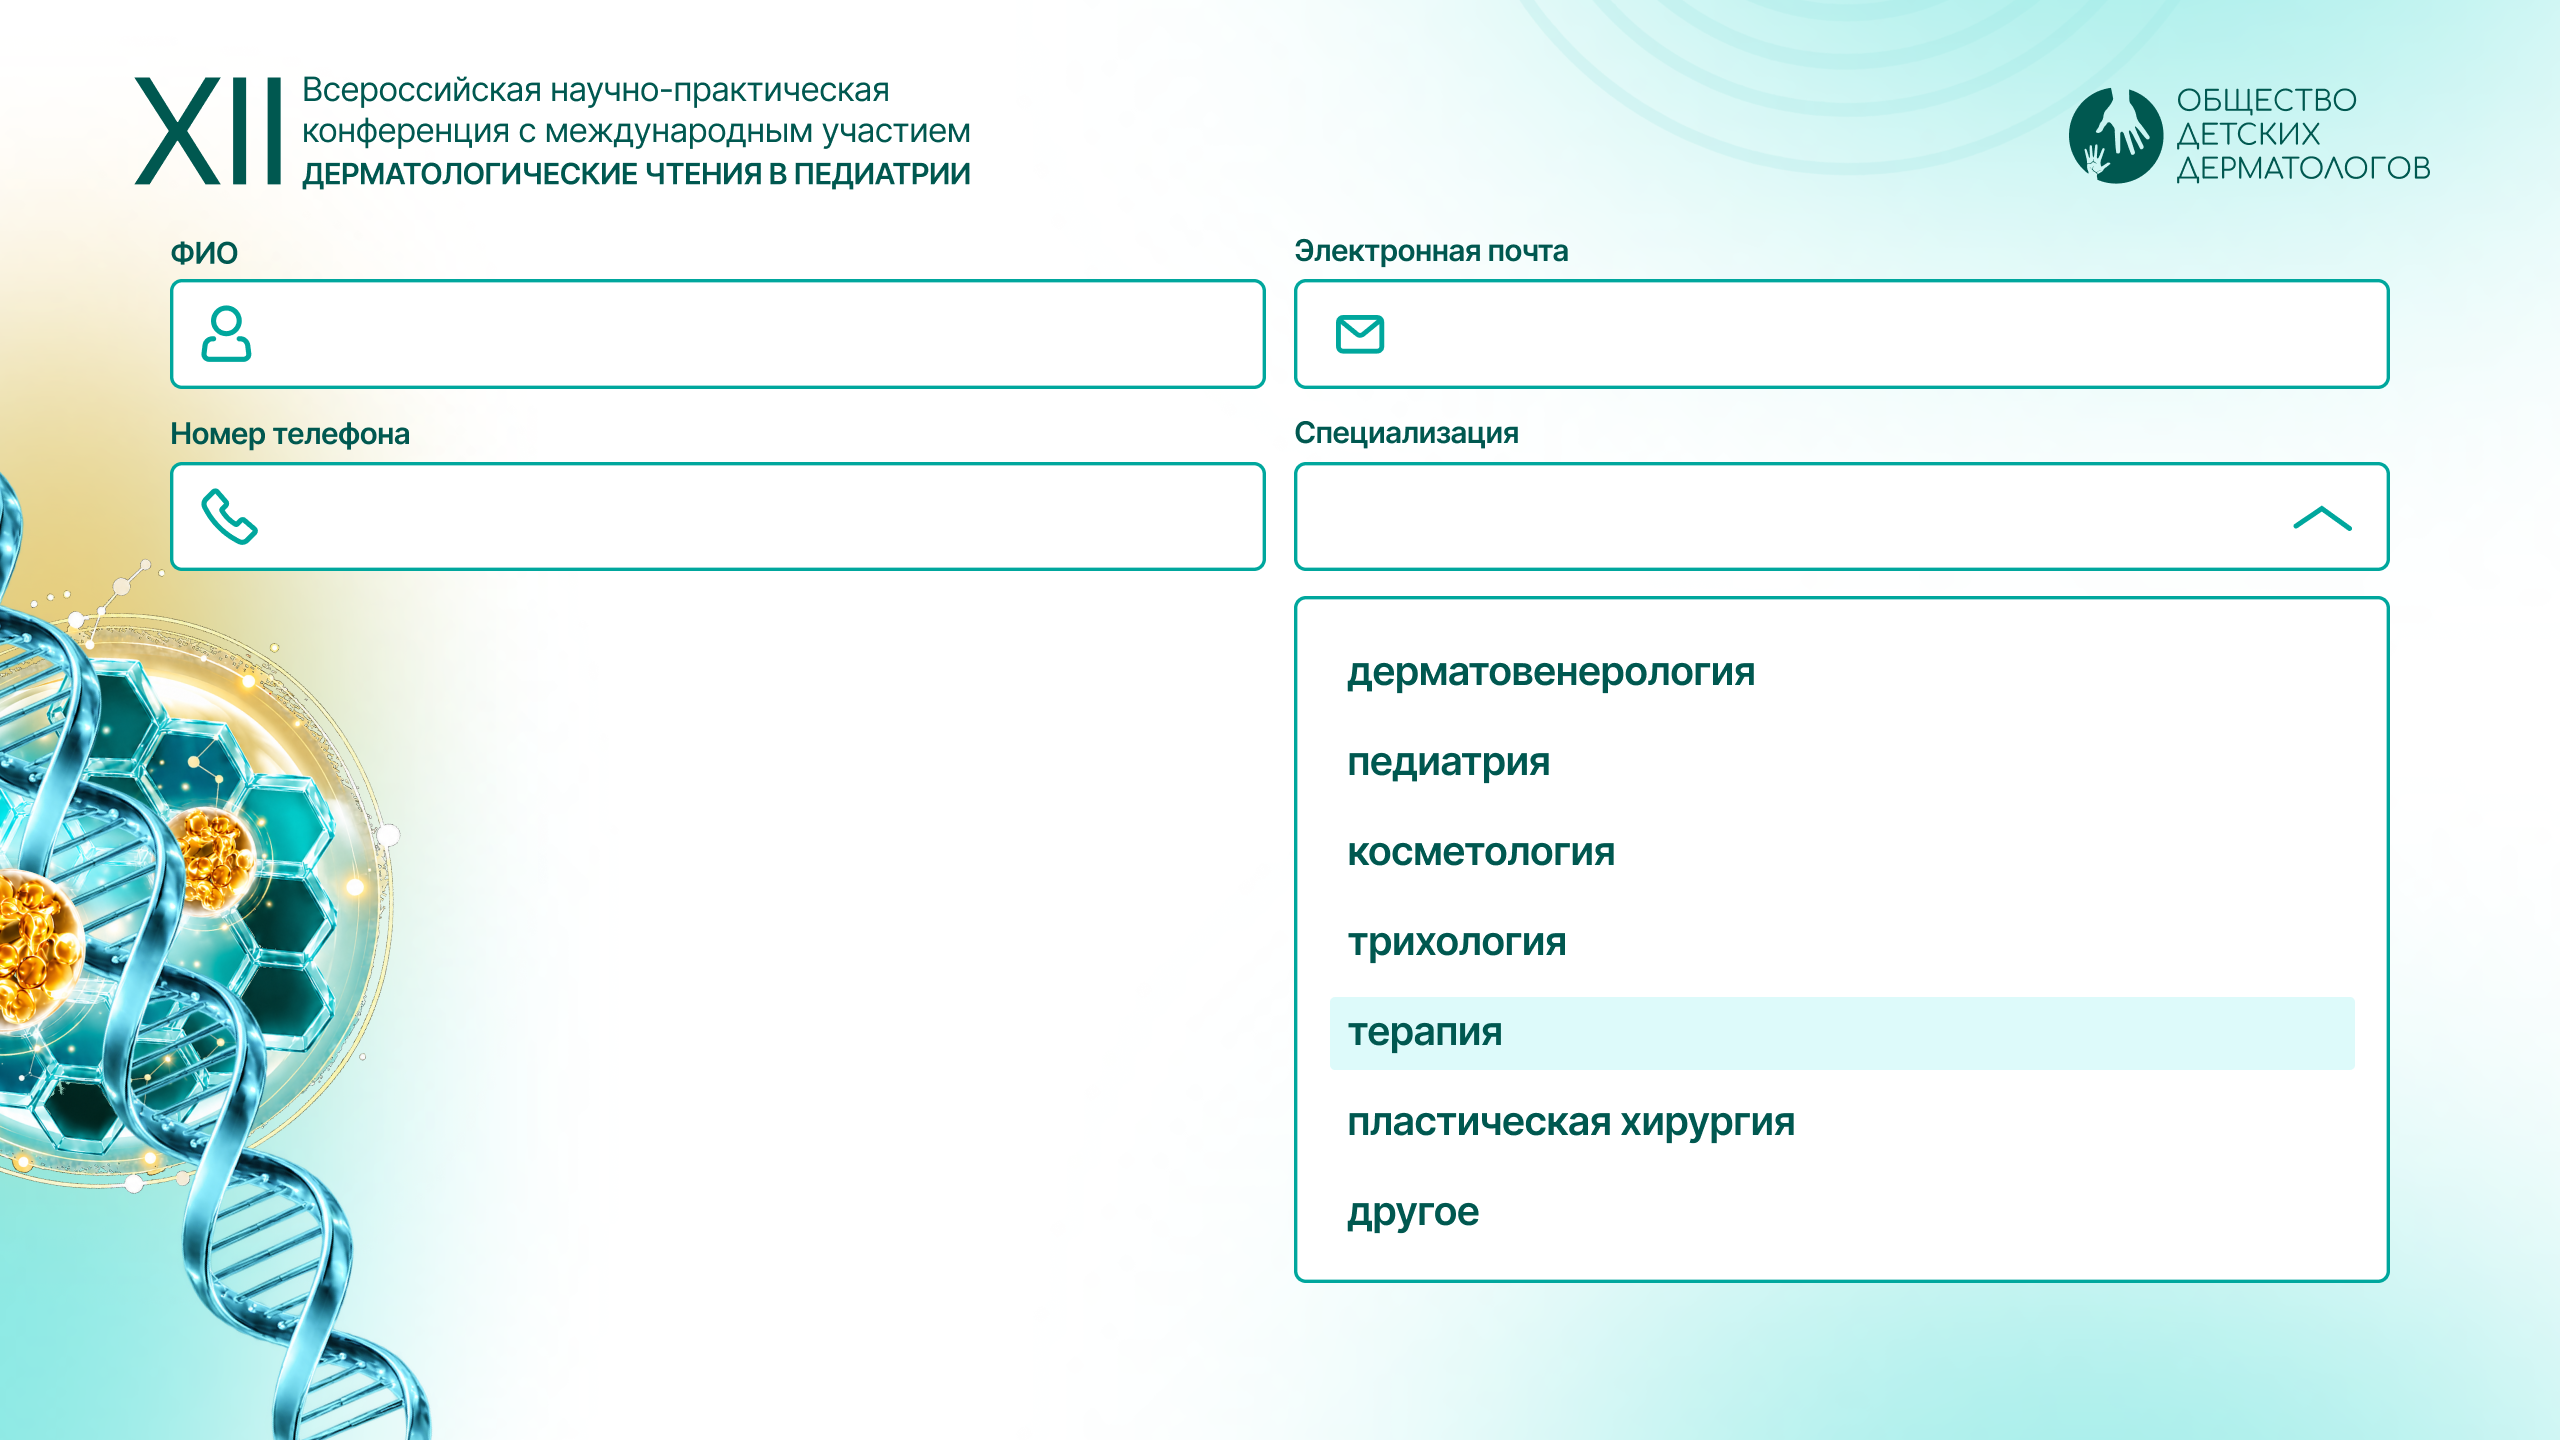 XII
Всероссийская научно-практическая
конференция с международным участием
ДЕРМАТОЛОГИЧЕСКИЕ ЧТЕНИЯ В ПЕДИАТРИИ
ОБЩЕСТВО
ДЕТСКИХ
ДЕРМАТОЛОГОВ
ФИО
Электронная почта
Номер телефона
Специализация
дерматовенерология
педиатрия
косметология
трихология
терапия
пластическая хирургия
другое